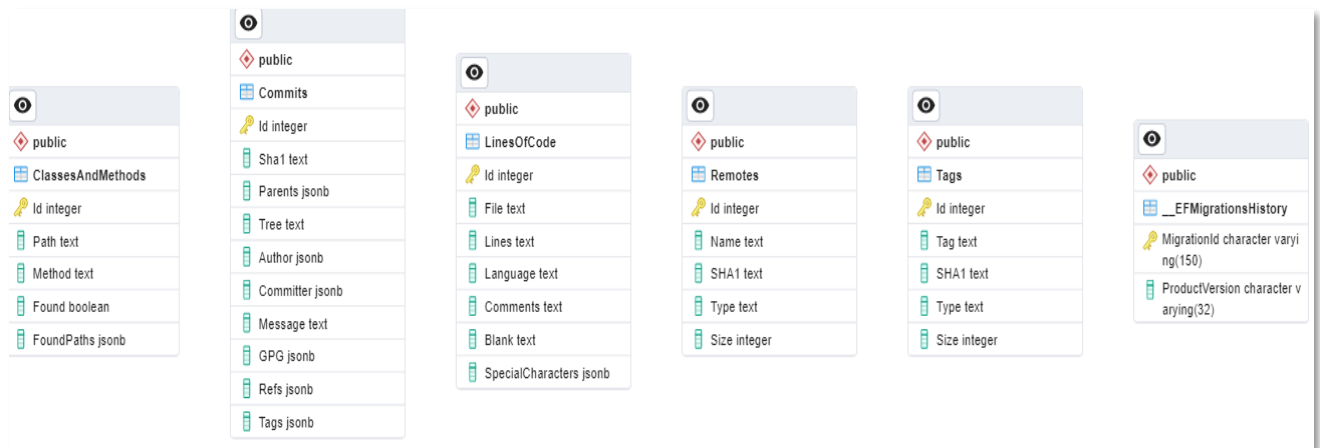 public
ClassesAndMethods
Id integer
Path text
Method text
Found boolean
FoundPaths jsonb
public
Commits
Id integer
Sha1 text
Parents jsonb
Tree text
Author jsonb
Committer jsonb
Message text
GPG jsonb
Refs jsonb
Tags jsonb
public
LinesOfCode
Id integer
File text
Lines text
Language text
Comments text
Blank text
SpecialCharacters jsonb
public
Remotes
Id integer
Name text
SHA1 text
Type text
Size integer
public
Tags
Id integer
Tag text
SHA1 text
Type text
Size integer
public
__EFMigrationsHistory
MigrationId character varyi
ng(150)
ProductVersion character v
arying(32)